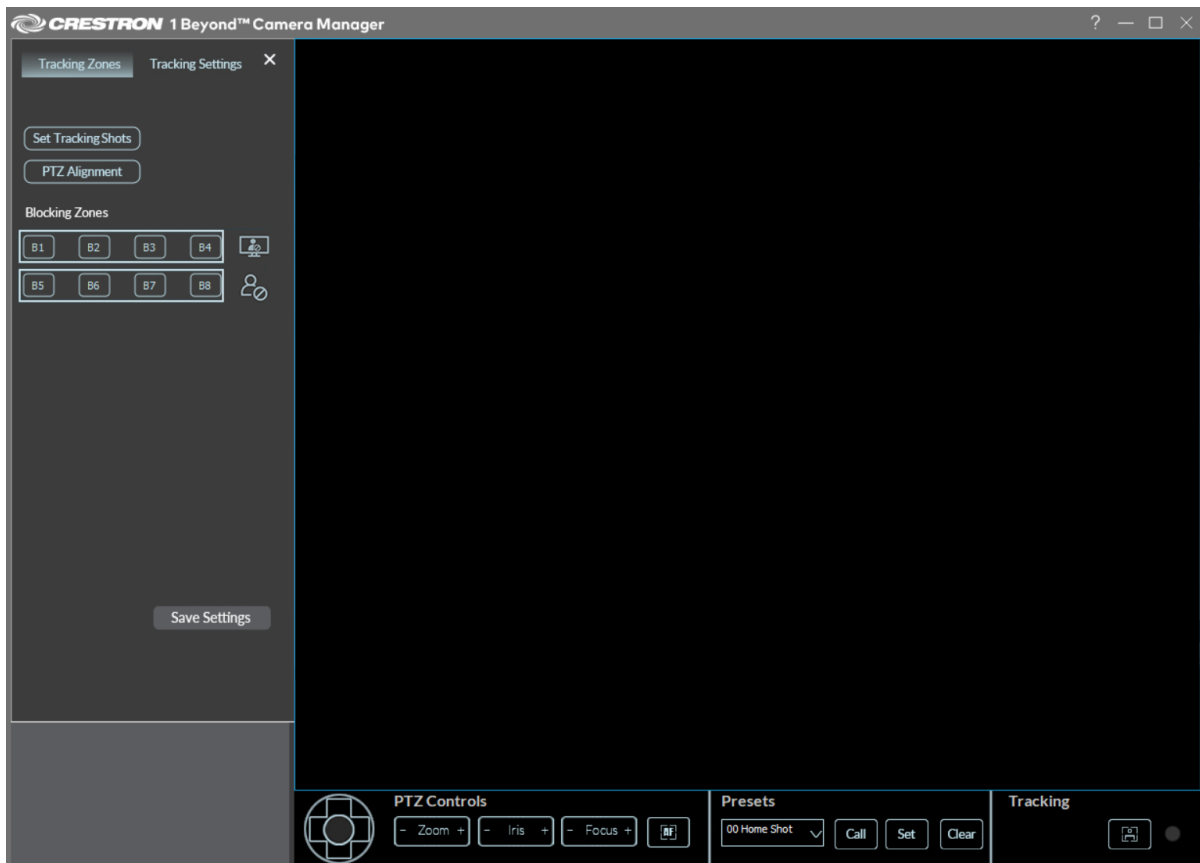 CRESTRON 1 Beyond™ Camera Manager ?
Tracking Zones Tracking Settings
Set Tracking Shots
PTZ Alignment
Blocking Zones
B1 B2 B3 B4
B5 B6 B7 B8
Save Settings
PTZ Controls Presets Tracking
- Zoom + - Iris + - Focus + AF 00 Home Shot Call Set Clear